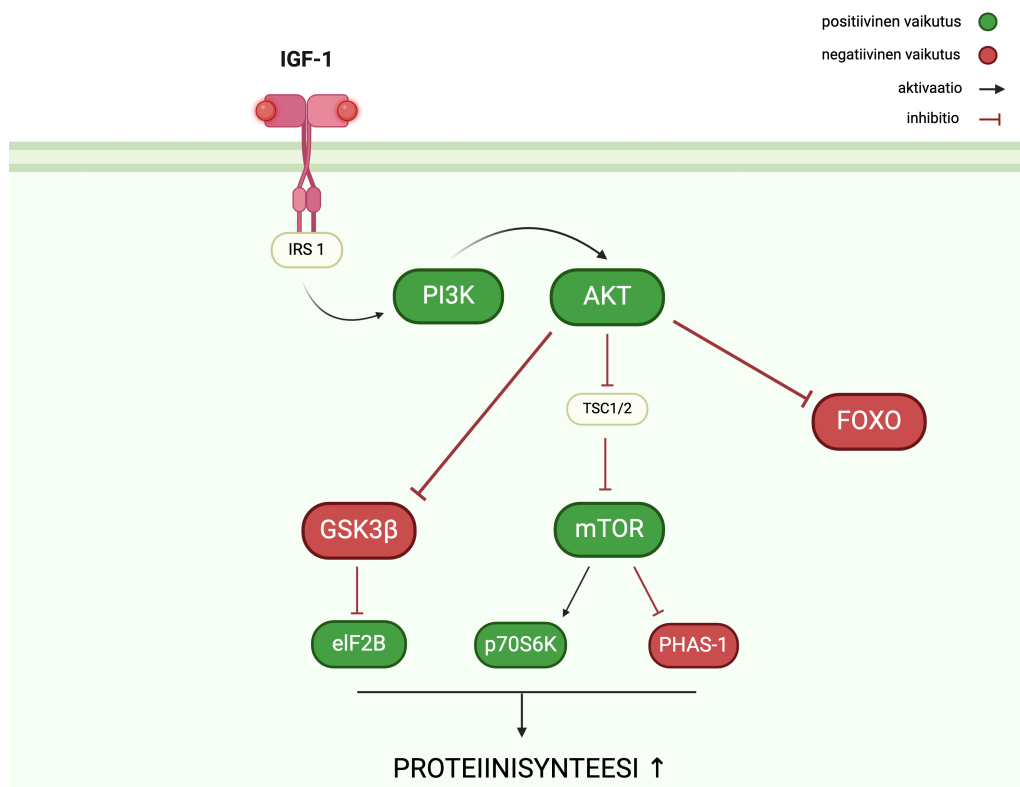 positiivinen vaikutus
negatiivinen vaikutus
aktivaatio
inhibitio
IGF-1
IRS 1
PI3K
AKT
TSC1/2
FOXO
GSK3β
mTOR
eIF2B
p70S6K
PHAS-1
PROTEIINISYNTEESI ↑